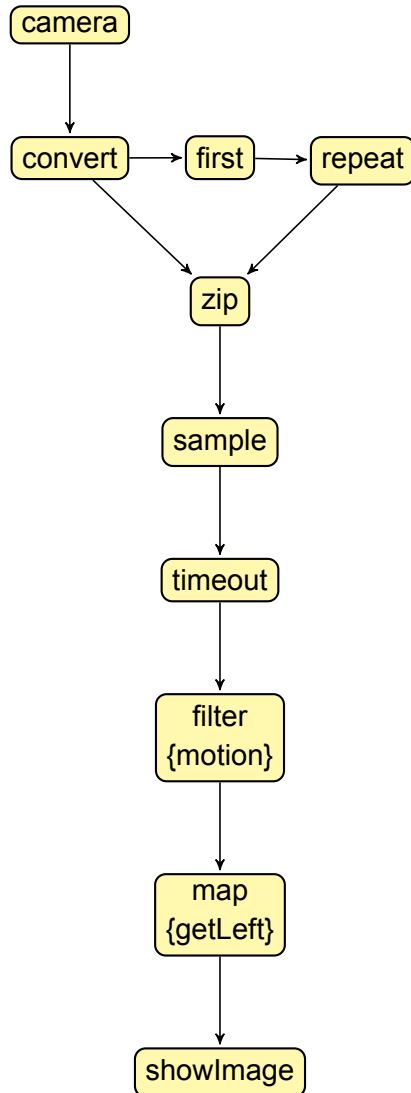 camera
convert
first
repeat
zip
sample
timeout
filter
{motion}
map
{getLeft}
showImage